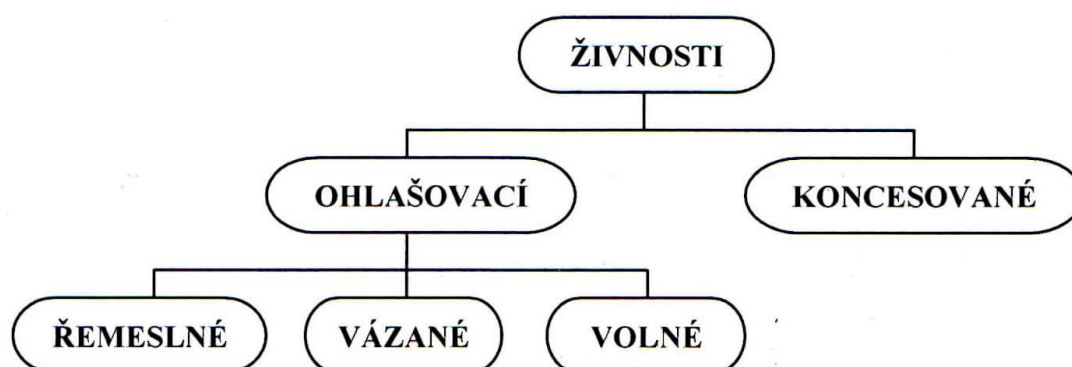 ŽIVNOSTI
OHLAŠOVACÍ KONCESOVANÉ
ŘEMESLNÉ VÁZANÉ VOLNÉ